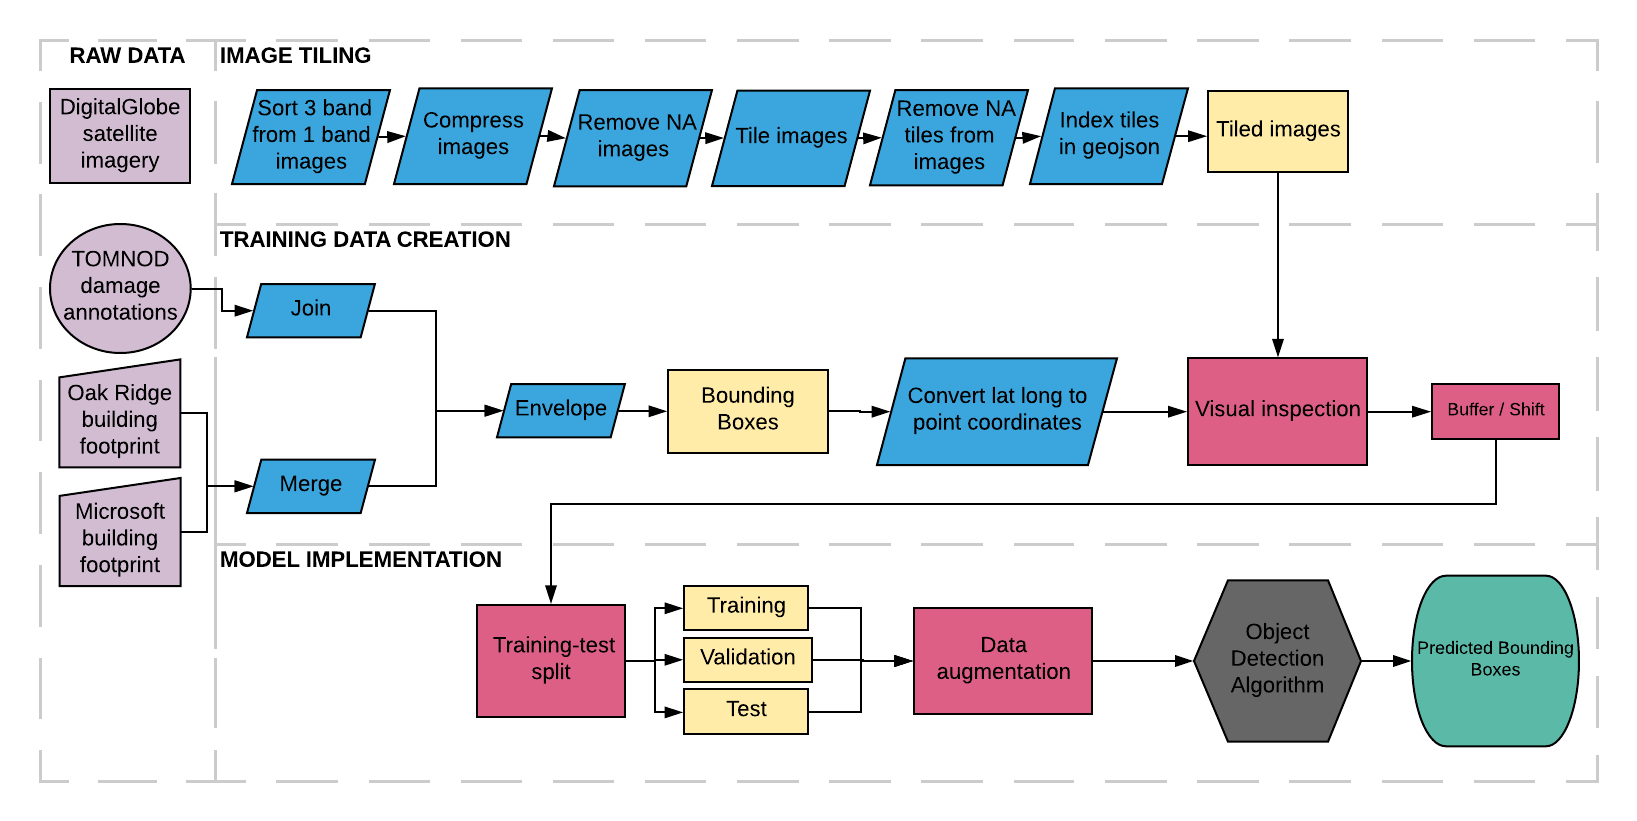 RAW DATA
DigitalGlobe
satellite
imagery
TOMNOD
damage
annotations
Oak Ridge
building
footprint
Microsoft
building
footprint
IMAGE TILING
Sort 3 band
from 1 band
images
Compress
images
Remove NA
images
Tile images
Remove NA
tiles from
images
Index tiles
in geojson
Tiled images
TRAINING DATA CREATION
Join
Merge
Envelope
Bounding
Boxes
Convert lat long to
point coordinates
Visual inspection
Buffer / Shift
MODEL IMPLEMENTATION
Training-test
split
Training
Validation
Test
Data
augmentation
Object
Detection
Algorithm
Predicted Bounding
Boxes